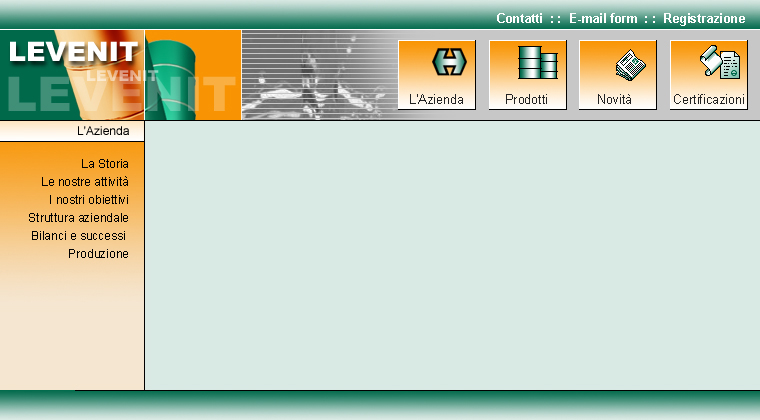 Contatti :: E-mail form :: Registrazione
LEVENIT
LEVENIT
LEVENIT
L'Azienda
Prodotti
Novità
Certificazioni
L'Azienda
La Storia
Le nostre attività
I nostri obiettivi
Struttura aziendale
Bilanci e successi
Produzione